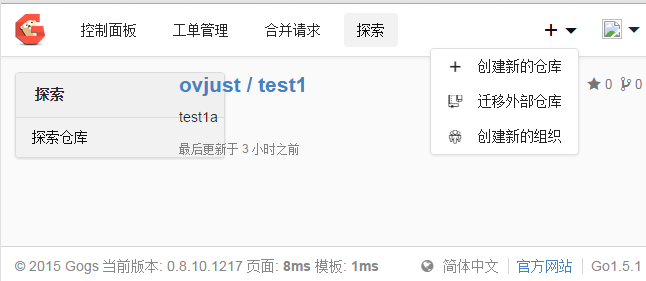 控制面板 工单管理 合并请求 探索
创建新的仓库
迁移外部仓库
创建新的组织
探索
探索仓库
ovjust / test1
0 0
test1a
最后更新于 3 小时之前
© 2015 Gogs 当前版本: 0.8.10.1217 页面: 8ms 模板: 1ms 简体中文 官方网站 Go1.5.1